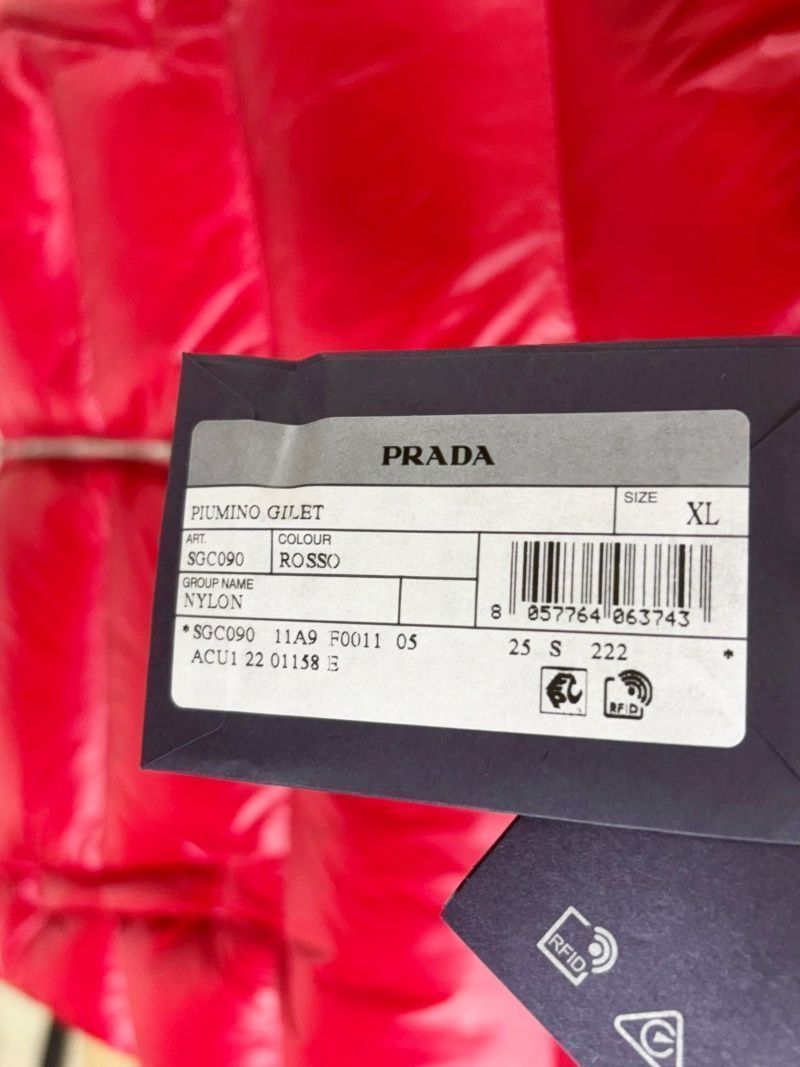 PRADA
PIUMINO GILET
SIZE
XL
ART.
SGC090
COLOUR
ROSSO
GROUP NAME
NYLON
8 057764 063743
*SGC090 11A9 F0011 05 25 S 222 *
ACU1 22 01158 E
RFID
RFID